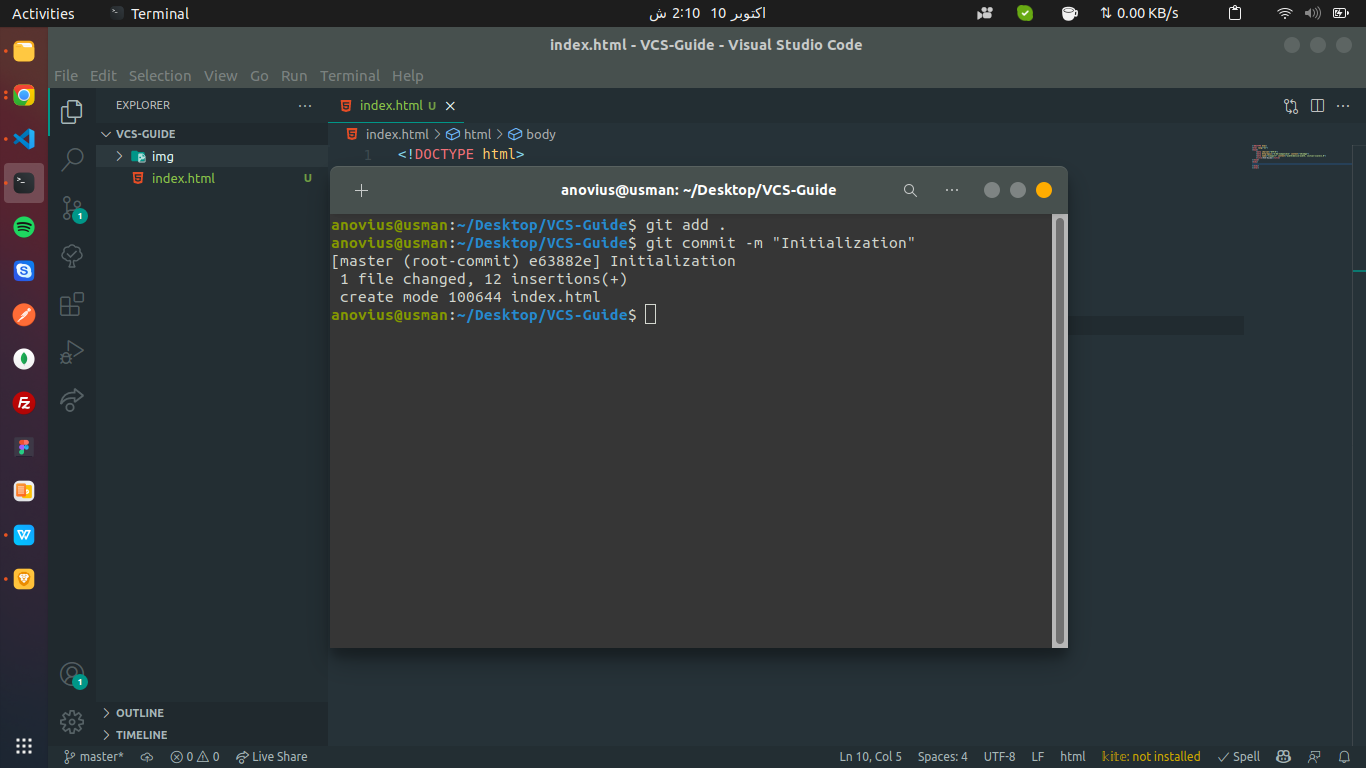 Activities
Terminal
اکتوبر 10  2:10 ش
0.00 KB/s
index.html - VCS-Guide - Visual Studio Code
File Edit Selection View Go Run Terminal Help
EXPLORER
VCS-GUIDE
img
index.html U
OUTLINE
TIMELINE
index.html U
index.html > html > body
1 <!DOCTYPE html>
anovius@usman: ~/Desktop/VCS-Guide
anovius@usman:~/Desktop/VCS-Guide$ git add .
anovius@usman:~/Desktop/VCS-Guide$ git commit -m "Initialization"
[master (root-commit) e63882e] Initialization
 1 file changed, 12 insertions(+)
 create mode 100644 index.html
anovius@usman:~/Desktop/VCS-Guide$
1
1
master* 0 0 Live Share
Ln 10, Col 5 Spaces: 4 UTF-8 LF html kite: not installed Spell